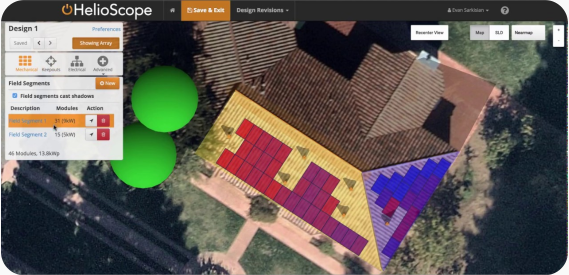 HelioScope
Save & Exit
Design Revisions
Evan Sarkisian
?
Design 1
Preferences
Saved
Showing Array
Mechanical
Keepouts
Electrical
Advanced
Field Segments
New
Field segments cast shadows
Description Modules Action
Field Segment 1 31 (9kW)
Field Segment 2 15 (5kW)
46 Modules, 13.8kWp
Recenter View
Map
SLD
Nearmap
+
-